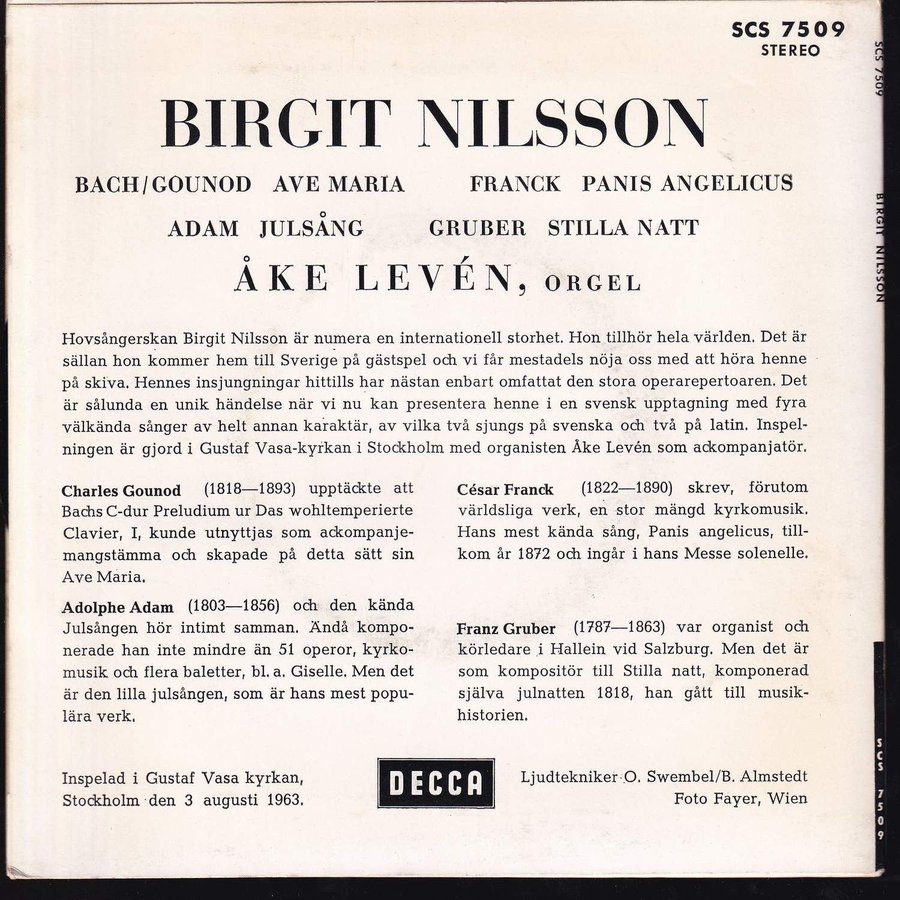 SCS 7509
STEREO
BIRGIT NILSSON
BACH/GOUNOD AVE MARIA FRANCK PANIS ANGELICUS
ADAM JULSÅNG GRUBER STILLA NATT
ÅKE LEVÉN, ORGEL
Hovsångerskan Birgit Nilsson är numera en internationell storhet. Hon tillhör hela världen. Det är
sällan hon kommer hem till Sverige på gästspel och vi får mestadels nöja oss med att höra henne
på skiva. Hennes insjungningar hittills har nästan enbart omfattat den stora operarepertoaren. Det
är sålunda en unik händelse när vi nu kan presentera henne i en svensk upptagning med fyra
välkända sånger av helt annan karaktär, av vilka två sjungs på svenska och två på latin. Inspel-
ningen är gjord i Gustaf Vasa-kyrkan i Stockholm med organisten Åke Levén som ackompanjatör.
Charles Gounod (1818—1893) upptäckte att
Bachs C-dur Preludium ur Das wohltemperierte
Clavier, I, kunde utnyttjas som ackompanje-
mangstämma och skapade på detta sätt sin
Ave Maria.
Adolphe Adam (1803—1856) och den kända
Julsången hör intimt samman. Ändå kompo-
nerade han inte mindre än 51 operor, kyrko-
musik och flera baletter, bl. a. Giselle. Men det
är den lilla julsången, som är hans mest popu-
lära verk.
César Franck (1822—1890) skrev, förutom
världsliga verk, en stor mängd kyrkomusik.
Hans mest kända sång, Panis angelicus, till-
kom år 1872 och ingår i hans Messe solenelle.
Franz Gruber (1787—1863) var organist och
körledare i Hallein vid Salzburg. Men det är
som kompositör till Stilla natt, komponerad
själva julnatten 1818, han gått till musik-
historien.
Inspelad i Gustaf Vasa kyrkan,
Stockholm den 3 augusti 1963.
DECCA
Ljudtekniker O. Swembel/B. Almstedt
Foto Fayer, Wien
SCS 7509
BIRGIT NILSSON
SCS 7509